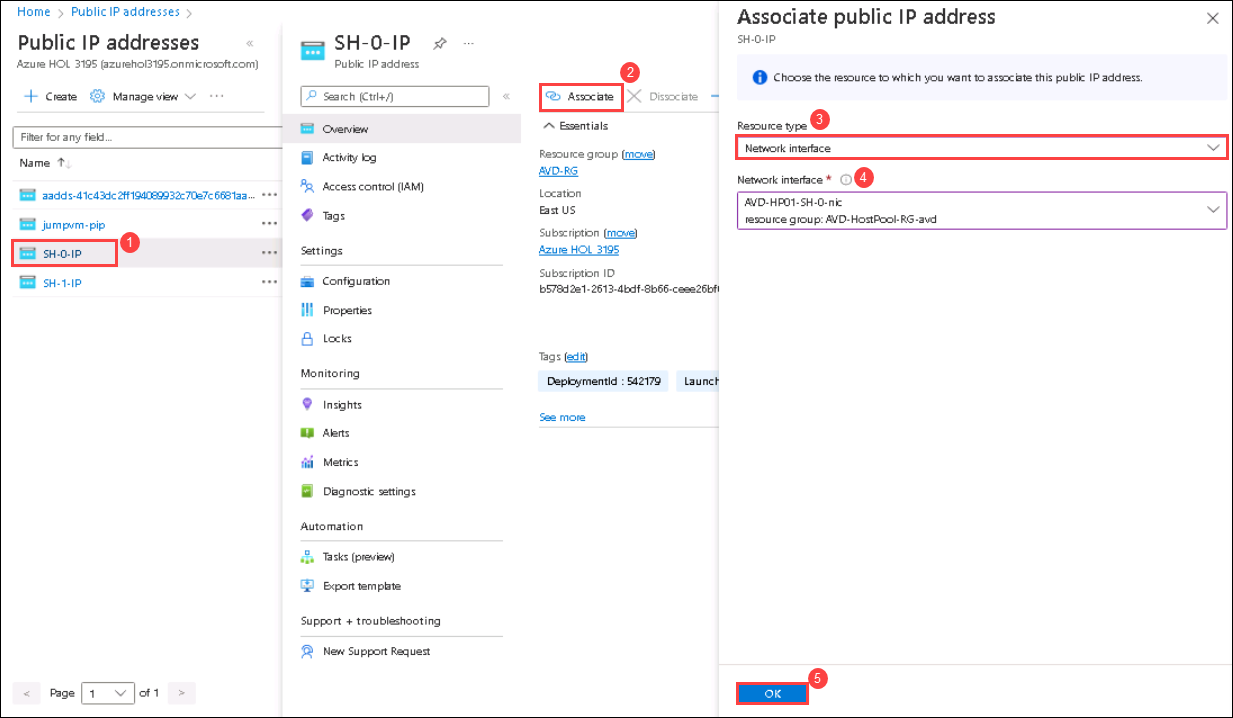 Home > Public IP addresses >
Public IP addresses «
Azure HOL 3195 (azurehol3195.onmicrosoft.com)
+ Create Manage view ...
Filter for any field...
Name ↑↓
aadds-41c43dc2ff194089932c70e7c6681aa... ...
jumpvm-pip ...
SH-0-IP ...
1
SH-1-IP ...
< Page 1 of 1 >
SH-0-IP ...
Public IP address
Search (Ctrl+/) «
Overview
Activity log
Access control (IAM)
Tags
Settings
Configuration
Properties
Locks
Monitoring
Insights
Alerts
Metrics
Diagnostic settings
Automation
Tasks (preview)
Export template
Support + troubleshooting
New Support Request
2
Associate Dissociate
Essentials
Resource group (move)
AVD-RG
Location
East US
Subscription (move)
Azure HOL 3195
Subscription ID
b578d2e1-2613-4bdf-8b66-ceee26bf
Tags (edit)
DeploymentId : 542179 Launch
See more
Associate public IP address
SH-0-IP
Choose the resource to which you want to associate this public IP address.
Resource type 3
Network interface
Network interface * 4
AVD-HP01-SH-0-nic
resource group: AVD-HostPool-RG-avd
5
OK